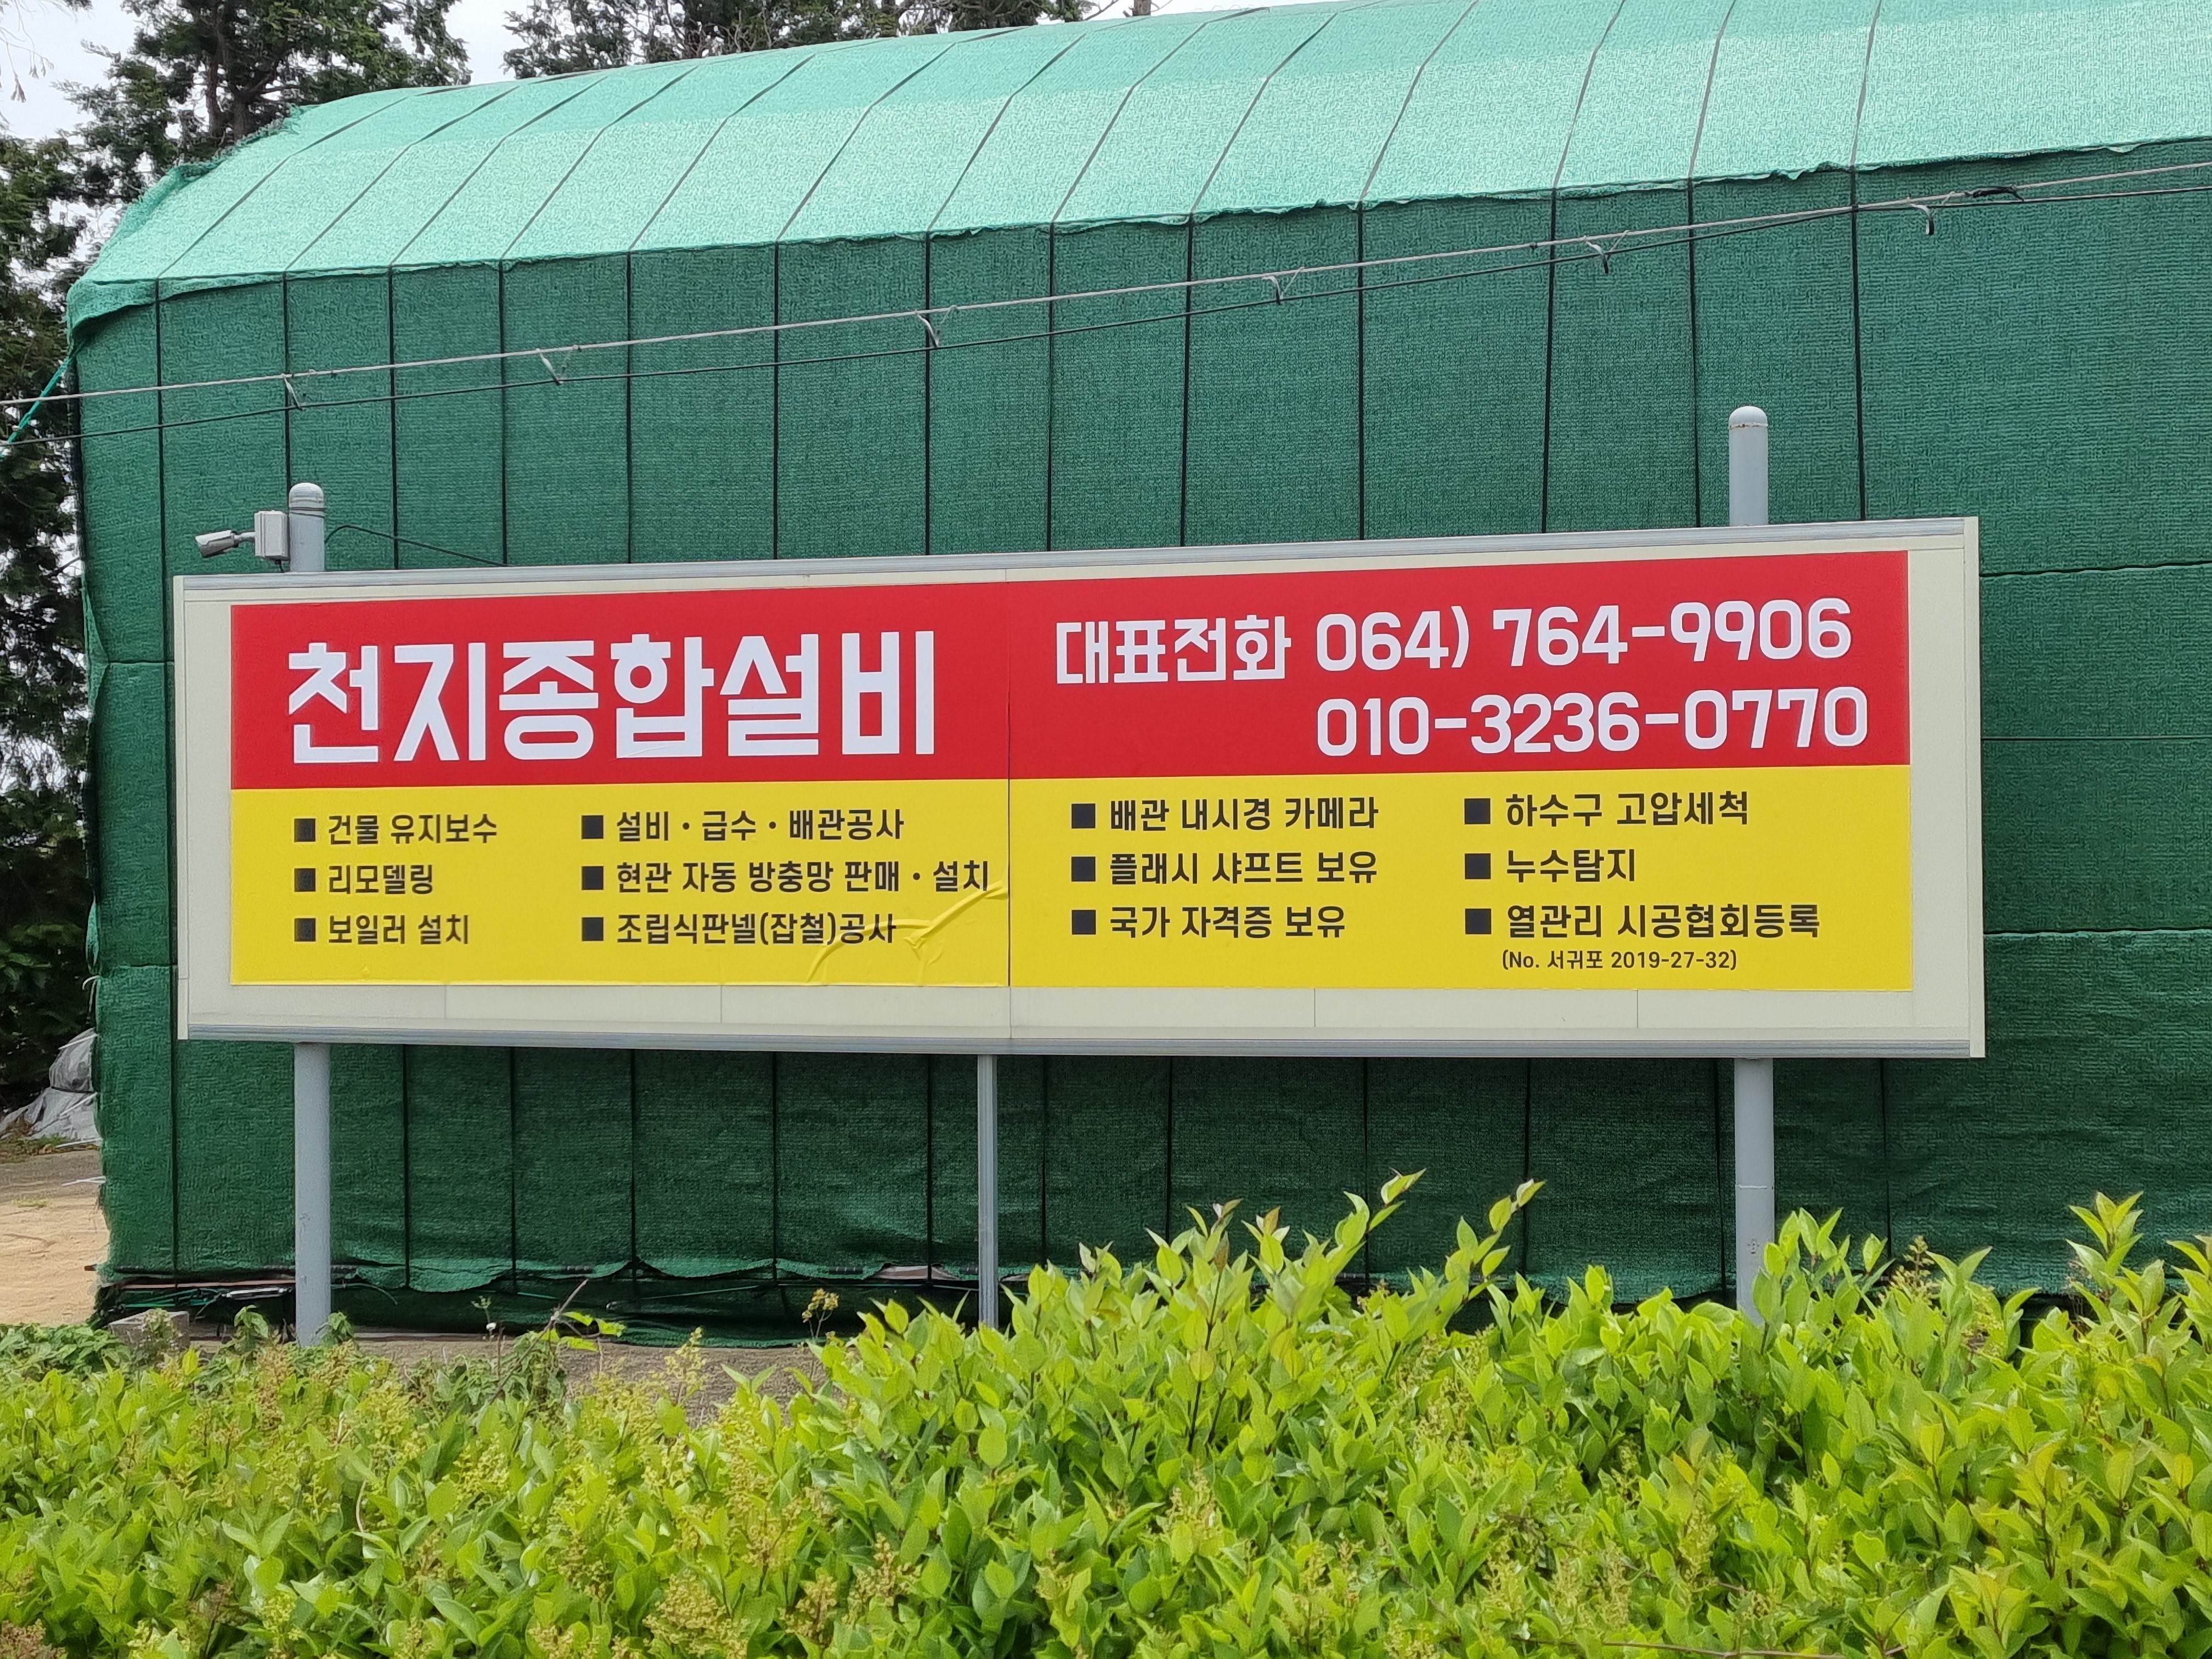 천지종합설비
대표전화 064) 764-9906
010-3236-0770
■ 건물 유지보수
■ 리모델링
■ 보일러 설치
■ 설비·급수·배관공사
■ 현관 자동 방충망 판매·설치
■ 조립식판넬(잡철)공사
■ 배관 내시경 카메라
■ 플래시 샤프트 보유
■ 국가 자격증 보유
■ 하수구 고압세척
■ 누수탐지
■ 열관리 시공협회등록
(No. 서귀포 2019-27-32)